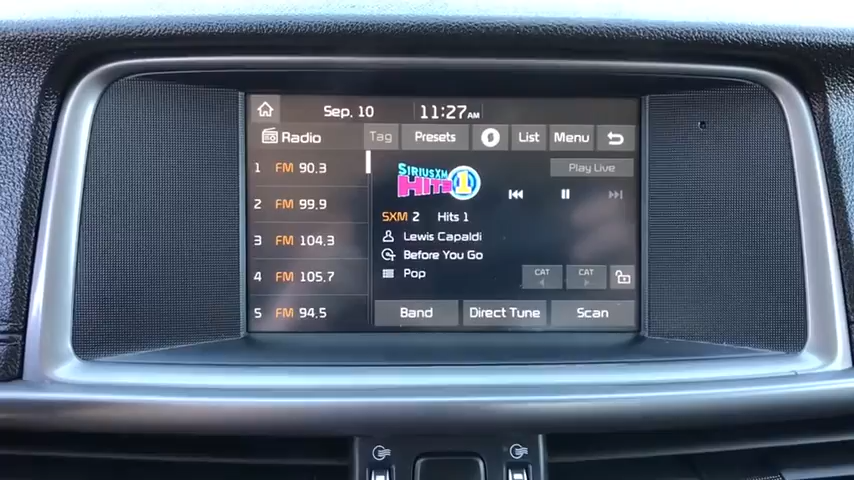 Sep. 10 11:27 AM
Radio Tag Presets List Menu
1 FM 90.3
2 FM 99.9
3 FM 104.3
4 FM 105.7
5 FM 94.5
SIRIUSXM
HITS 1
Play Live
SXM 2 Hits 1
Lewis Capaldi
Before You Go
Pop
CAT CAT
Band Direct Tune Scan